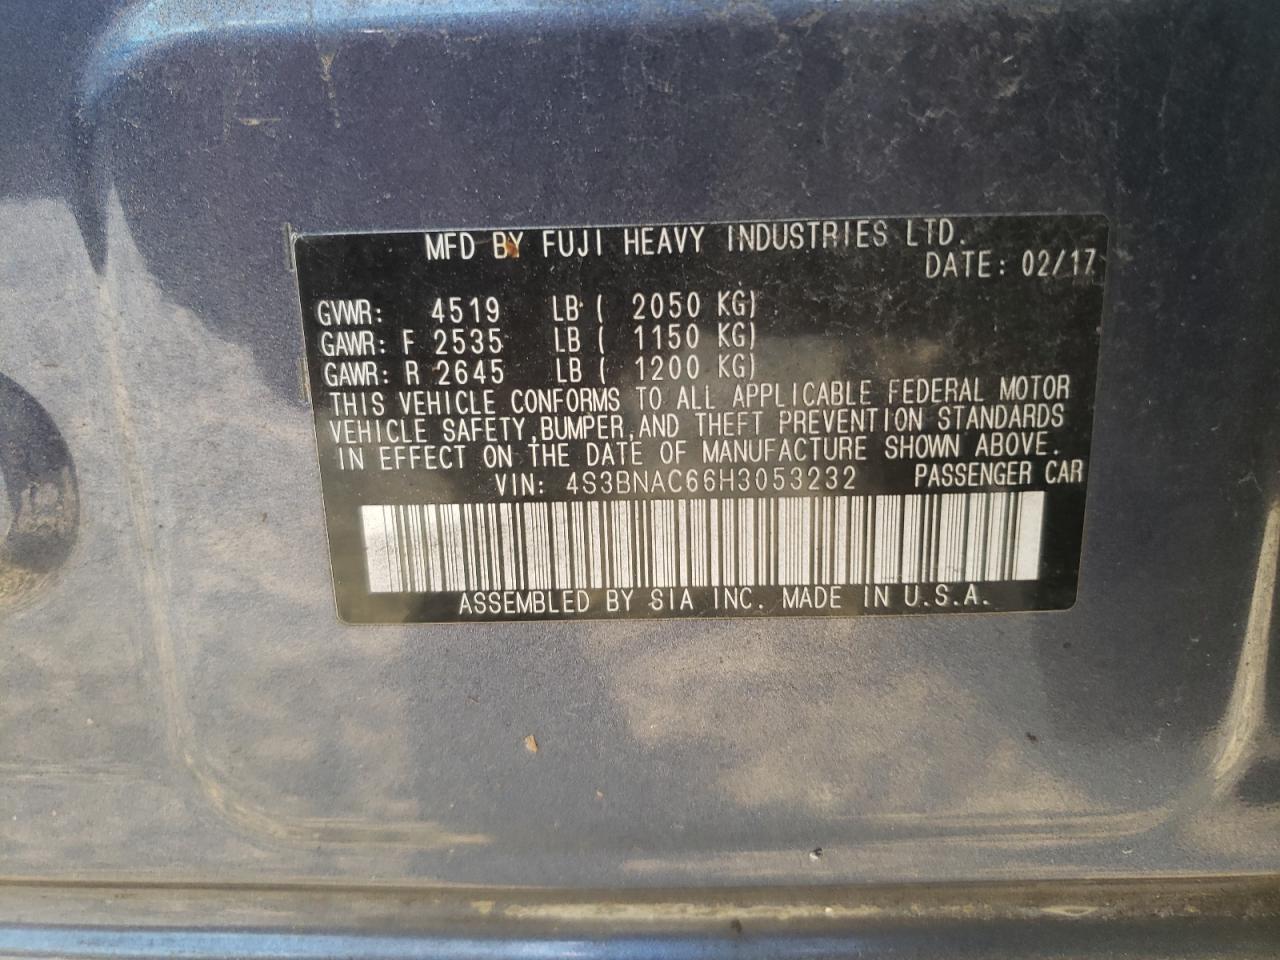 MFD BY FUJI HEAVY INDUSTRIES LTD.
DATE: 02/17
GVWR: 4519 LB ( 2050 KG)
GAWR: F 2535 LB ( 1150 KG)
GAWR: R 2645 LB ( 1200 KG)
THIS VEHICLE CONFORMS TO ALL APPLICABLE FEDERAL MOTOR
VEHICLE SAFETY,BUMPER,AND THEFT PREVENTION STANDARDS
IN EFFECT ON THE DATE OF MANUFACTURE SHOWN ABOVE.
VIN: 4S3BNAC66H3053232 PASSENGER CAR
ASSEMBLED BY SIA INC. MADE IN U.S.A.